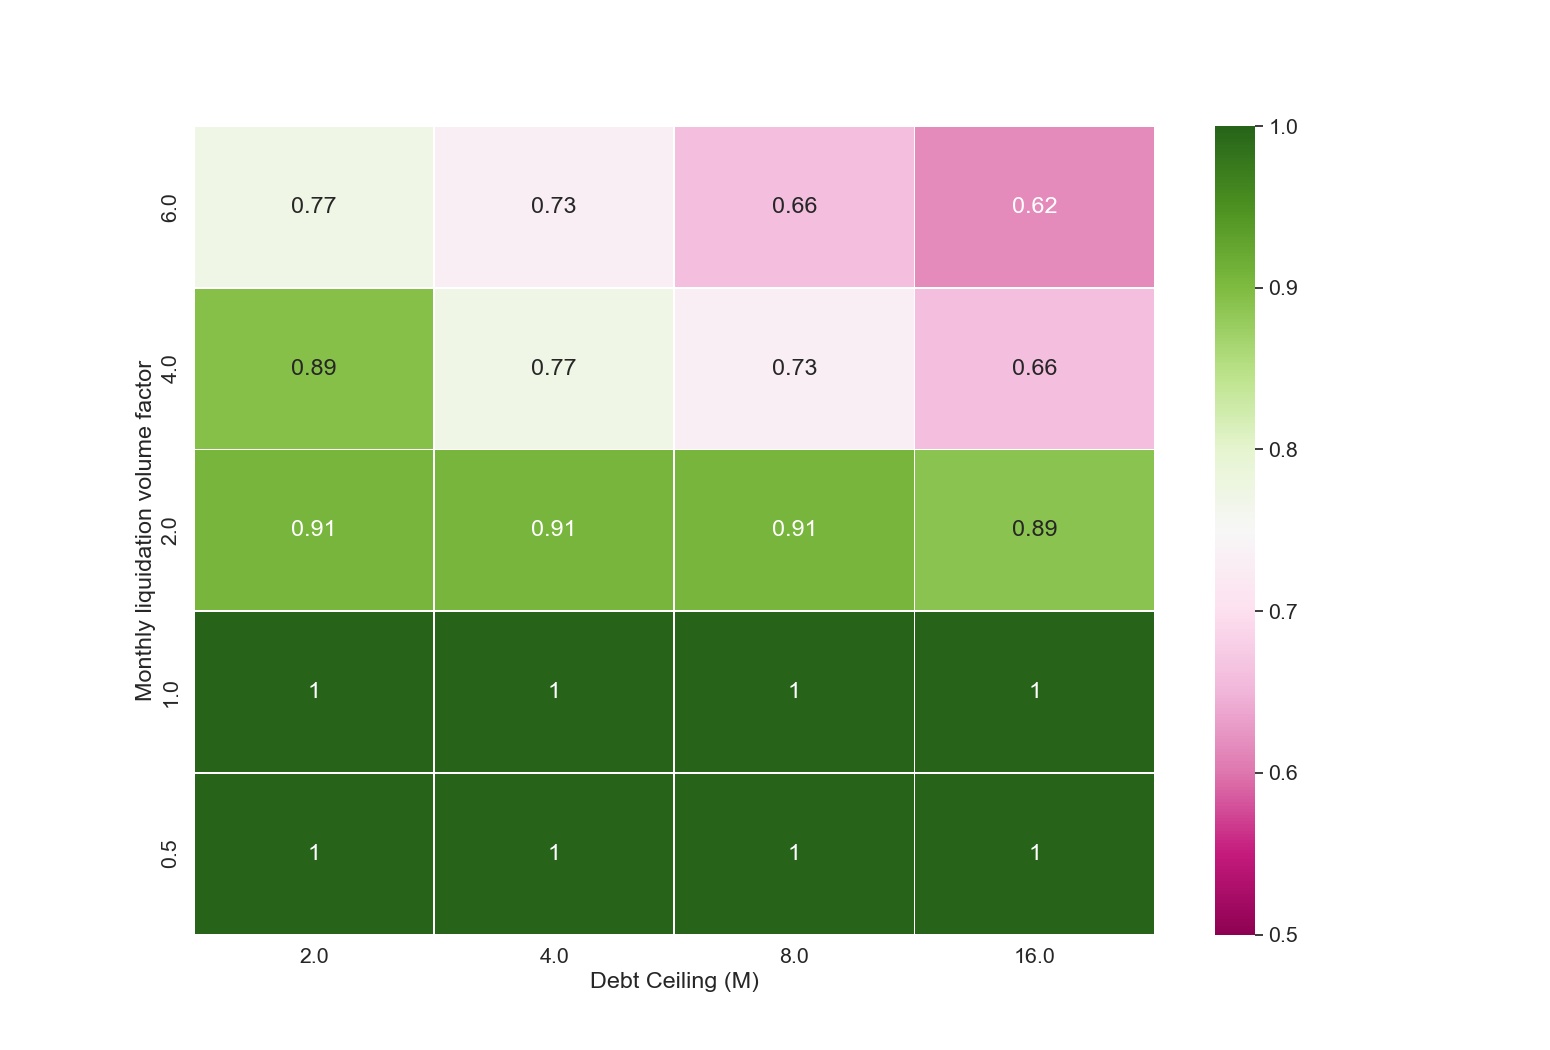 1.0
6.0 0.77 0.73 0.66 0.62
0.9
4.0 0.89 0.77 0.73 0.66
0.8
Monthly liquidation volume factor
2.0 0.91 0.91 0.91 0.89
0.7
1.0 1 1 1 1
0.6
0.5 1 1 1 1
0.5
2.0 4.0 8.0 16.0
Debt Ceiling (M)